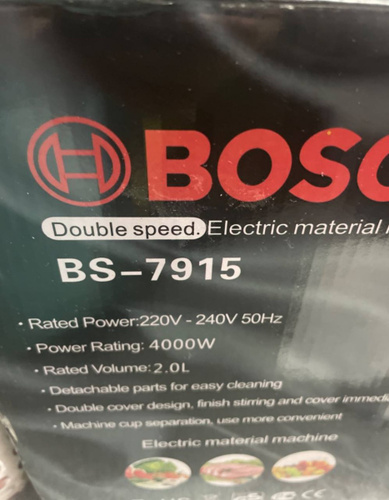 BOSC
Double speed. Electric material
BS-7915
· Rated Power:220V - 240V 50Hz
· Power Rating: 4000W
· Rated Volume: 2.0L
· Detachable parts for easy cleaning
· Double cover design, finish stirring and cover immedia
· Machine cup separation, use more convenient
Electric material machine